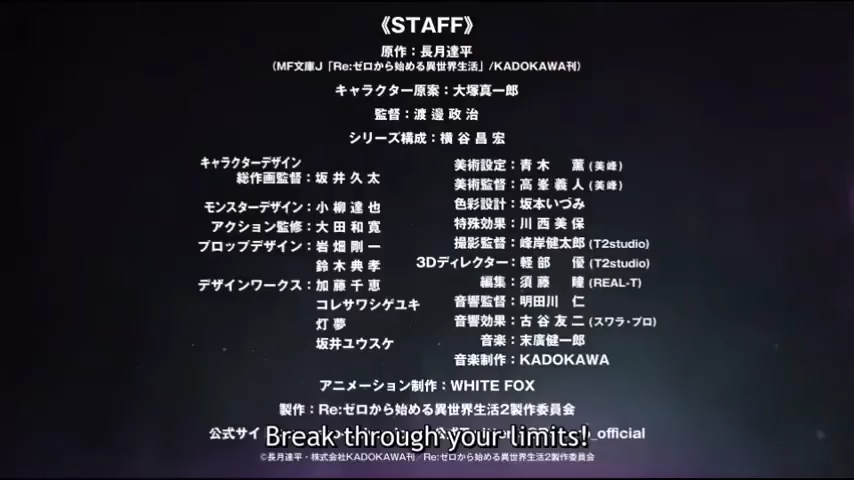 《STAFF》
原作：長月達平
（MF文庫J「Re:ゼロから始める異世界生活」/KADOKAWA刊）
キャラクター原案：大塚真一郎
監督：渡邊政治
シリーズ構成：横谷昌宏
キャラクターデザイン
総作画監督：坂井久太
モンスターデザイン：小柳達也
アクション監修：大田和寛
プロップデザイン：岩畑剛一
鈴木典孝
デザインワークス：加藤千恵
コレサワシゲユキ
灯夢
坂井ユウスケ
美術設定：青木 薫（美峰）
美術監督：高峯義人（美峰）
色彩設計：坂本いづみ
特殊効果：川西美保
撮影監督：峰岸健太郎（T2studio）
3Dディレクター：軽部 優（T2studio）
編集：須藤 瞳（REAL-T）
音響監督：明田川 仁
音響効果：古谷友二（スワラ・プロ）
音楽：末廣健一郎
音楽制作：KADOKAWA
アニメーション制作：WHITE FOX
製作：Re:ゼロから始める異世界生活2製作委員会
公式サイ
_official
Break through your limits!
©長月達平・株式会社KADOKAWA刊／Re:ゼロから始める異世界生活2製作委員会